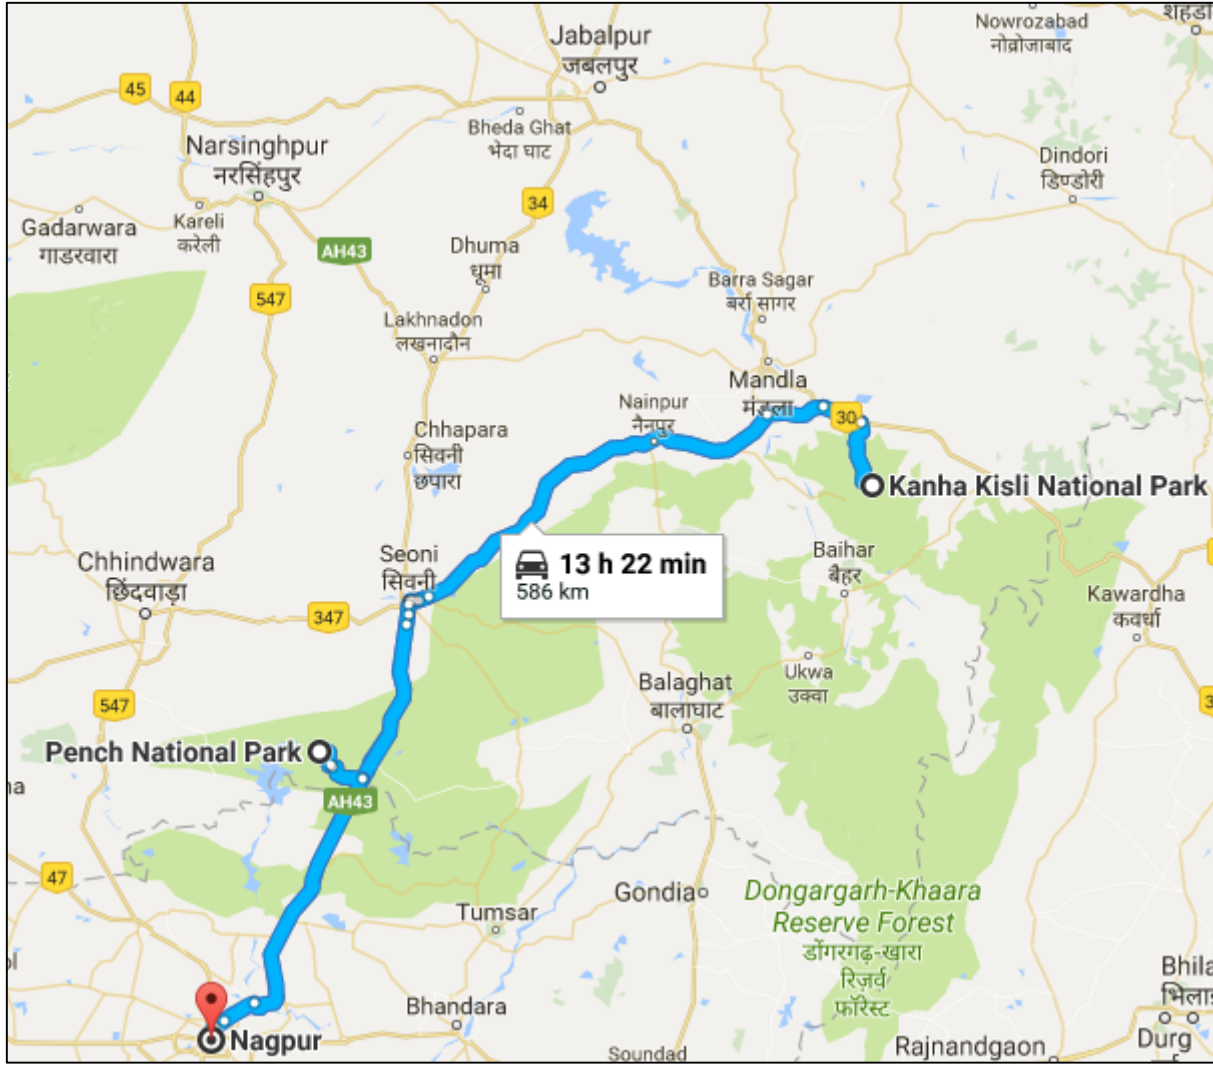 Nowrozabad
नोव्रोजाबाद
Jabalpur
जबलपुर
45
44
Bheda Ghat
भेदा घाट
Narsinghpur
नरसिंहपुर
Dindori
डिण्डोरी
34
Kareli
करेली
Gadarwara
गाडरवारा
AH43
Dhuma
धूमा
547
Barra Sagar
बर्रा सागर
Lakhnadon
लखनादौन
Mandla
मंडला
Nainpur
नैनपुर
30
Chhapara
सिवनी
छपारा
Kanha Kisli National Park
Seoni
सिवनी
13 h 22 min
586 km
Baihar
बैहर
Chhindwara
छिंदवाड़ा
347
Kawardha
कवर्धा
Ukwa
उक्वा
Balaghat
बालाघाट
547
Pench National Park
AH43
47
Gondia
Dongargarh-Khaara
Reserve Forest
डोंगरगढ़-खारा
रिज़र्व
फॉरेस्ट
Tumsar
Bhandara
Nagpur
Soundad
Rajnandgaon
Durg